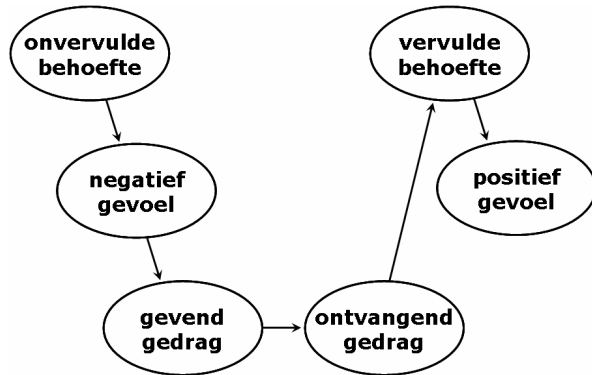 onvervulde
behoefte
negatief
gevoel
gevend
gedrag
ontvangend
gedrag
vervulde
behoefte
positief
gevoel